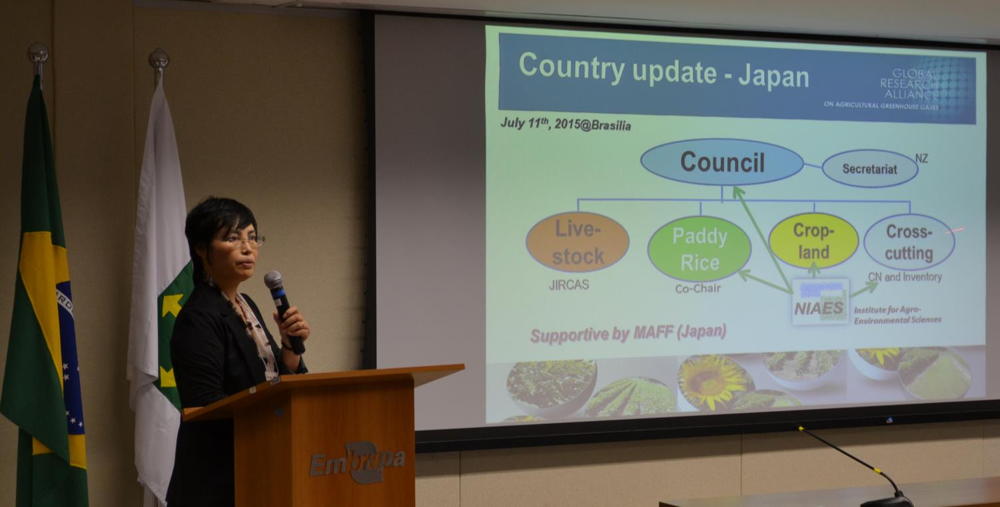 Country update - Japan
GLOBAL
RESEARCH
ALLIANCE
ON AGRICULTURAL GREENHOUSE GASES
July 11th, 2015@Brasilia
Council
Secretariat
NZ
Live-
stock
Paddy
Rice
Crop-
land
Cross-
cutting
JIRCAS
Co-Chair
CN and Inventory
NIAES
Institute for Agro-
Environmental Sciences
Supportive by MAFF (Japan)
Embrapa